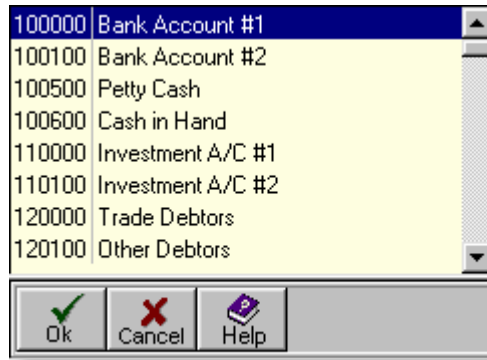 100000 Bank Account #1
100100 Bank Account #2
100500 Petty Cash
100600 Cash in Hand
110000 Investment A/C #1
110100 Investment A/C #2
120000 Trade Debtors
120100 Other Debtors
Ok Cancel Help